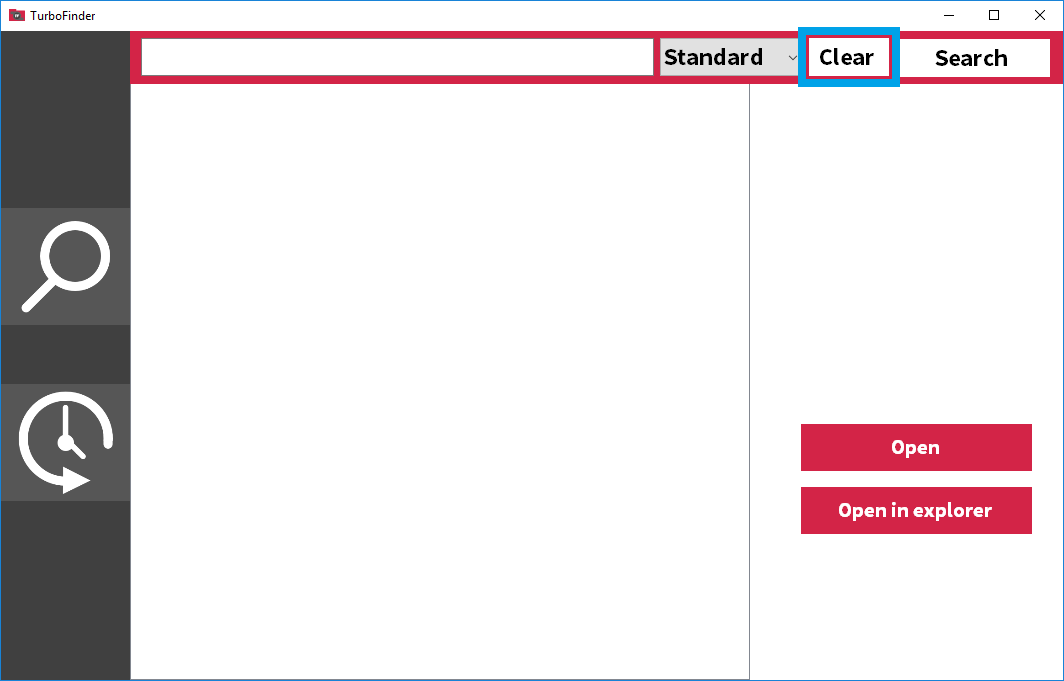 TurboFinder
Standard Clear Search
Open
Open in explorer